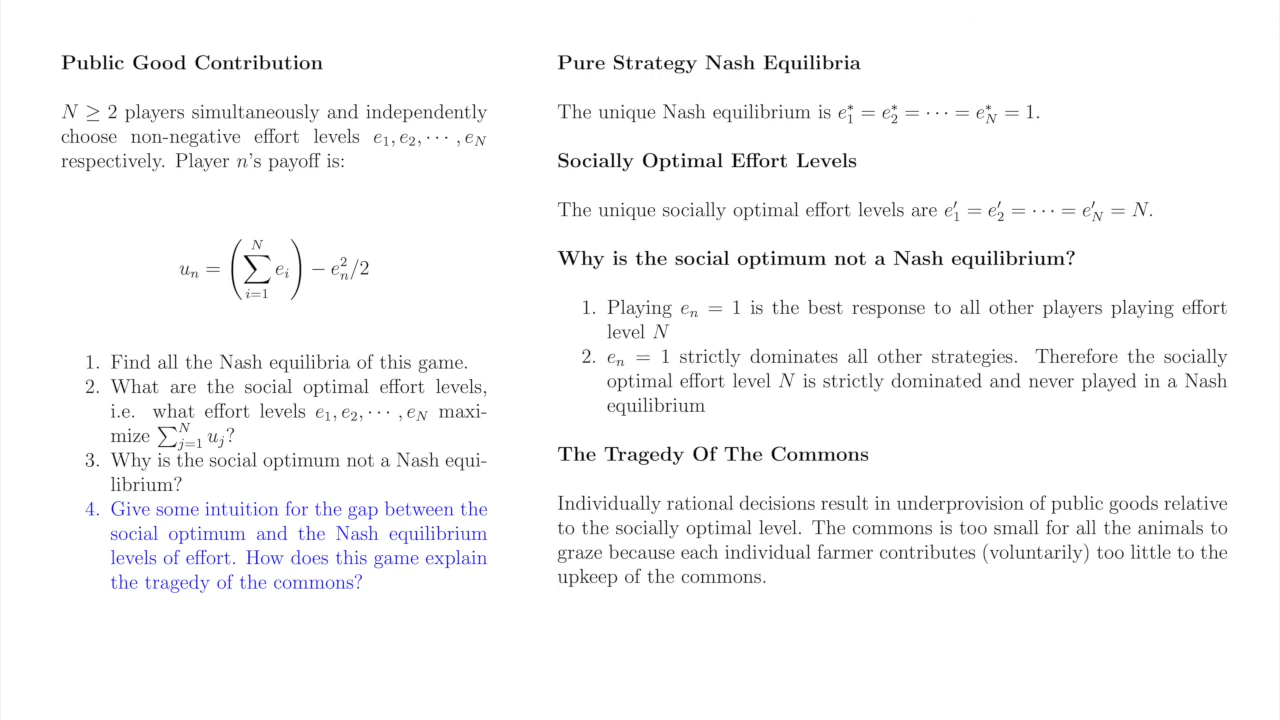 Public Good Contribution
N ≥ 2 players simultaneously and independently
choose non-negative effort levels e_1, e_2, ⋯ , e_N
respectively. Player n's payoff is:
u_n = (∑_{i=1}^{N} e_i) − e_n^2/2
1. Find all the Nash equilibria of this game.
2. What are the social optimal effort levels,
i.e. what effort levels e_1, e_2, ⋯ , e_N maxi-
mize ∑_{j=1}^{N} u_j?
3. Why is the social optimum not a Nash equi-
librium?
4. Give some intuition for the gap between the
social optimum and the Nash equilibrium
levels of effort. How does this game explain
the tragedy of the commons?
Pure Strategy Nash Equilibria
The unique Nash equilibrium is e_1^* = e_2^* = ⋯ = e_N^* = 1.
Socially Optimal Effort Levels
The unique socially optimal effort levels are e_1′ = e_2′ = ⋯ = e_N′ = N.
Why is the social optimum not a Nash equilibrium?
1. Playing e_n = 1 is the best response to all other players playing effort
level N
2. e_n = 1 strictly dominates all other strategies. Therefore the socially
optimal effort level N is strictly dominated and never played in a Nash
equilibrium
The Tragedy Of The Commons
Individually rational decisions result in underprovision of public goods relative
to the socially optimal level. The commons is too small for all the animals to
graze because each individual farmer contributes (voluntarily) too little to the
upkeep of the commons.